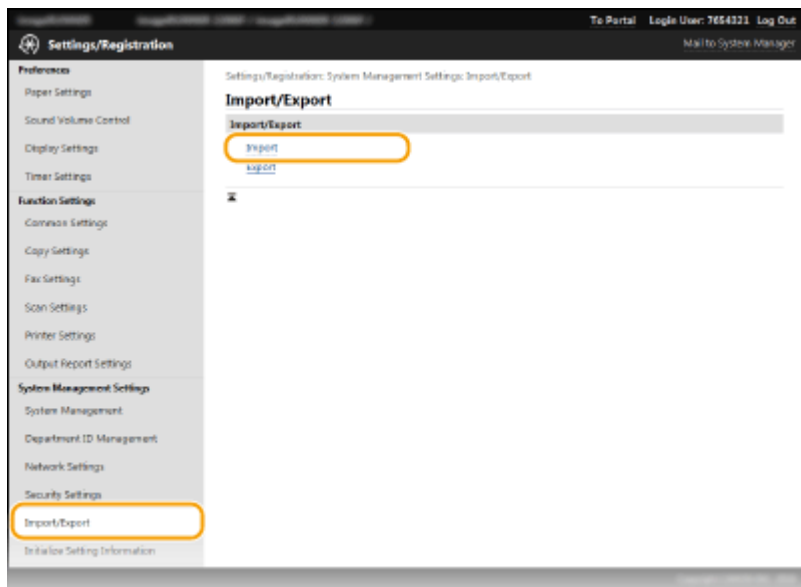 To Portal Login User: 7654321 Log Out
Settings/Registration
Mail to System Manager
Preferences
Paper Settings
Sound Volume Control
Display Settings
Timer Settings
Function Settings
Common Settings
Copy Settings
Fax Settings
Scan Settings
Printer Settings
Output Report Settings
System Management Settings
System Management
Department ID Management
Network Settings
Security Settings
Import/Export
Initialize Setting Information
Settings/Registration: System Management Settings: Import/Export
Import/Export
Import/Export
Import
Export